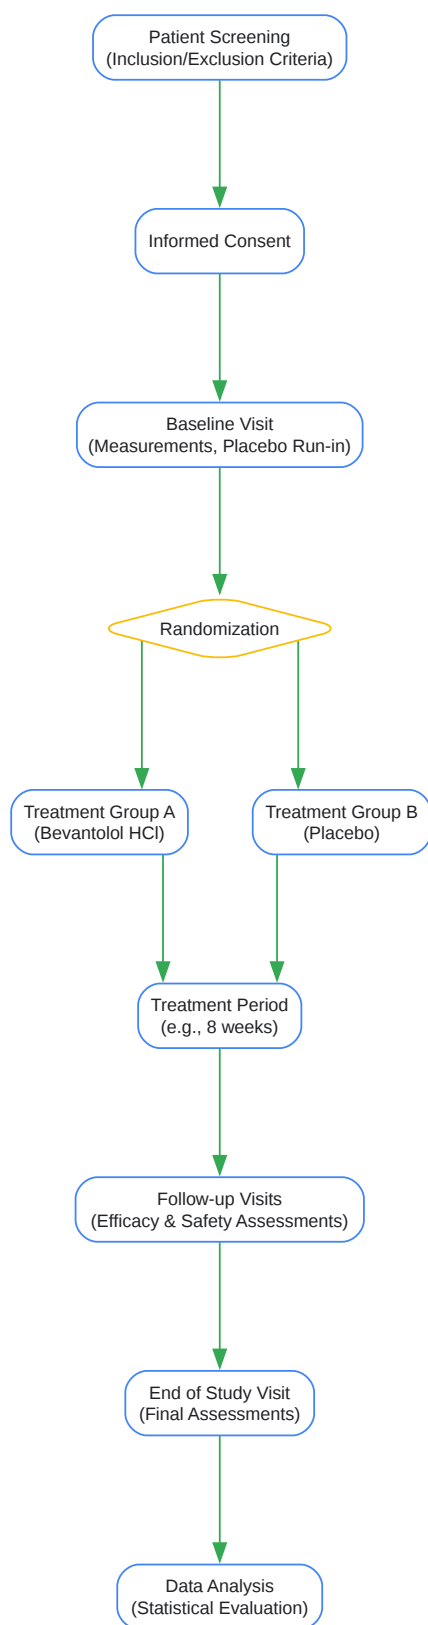 Patient Screening
(Inclusion/Exclusion Criteria)
Informed Consent
Baseline Visit
(Measurements, Placebo Run-in)
Randomization
Treatment Group A
(Bevantolol HCl)
Treatment Group B
(Placebo)
Treatment Period
(e.g., 8 weeks)
Follow-up Visits
(Efficacy & Safety Assessments)
End of Study Visit
(Final Assessments)
Data Analysis
(Statistical Evaluation)